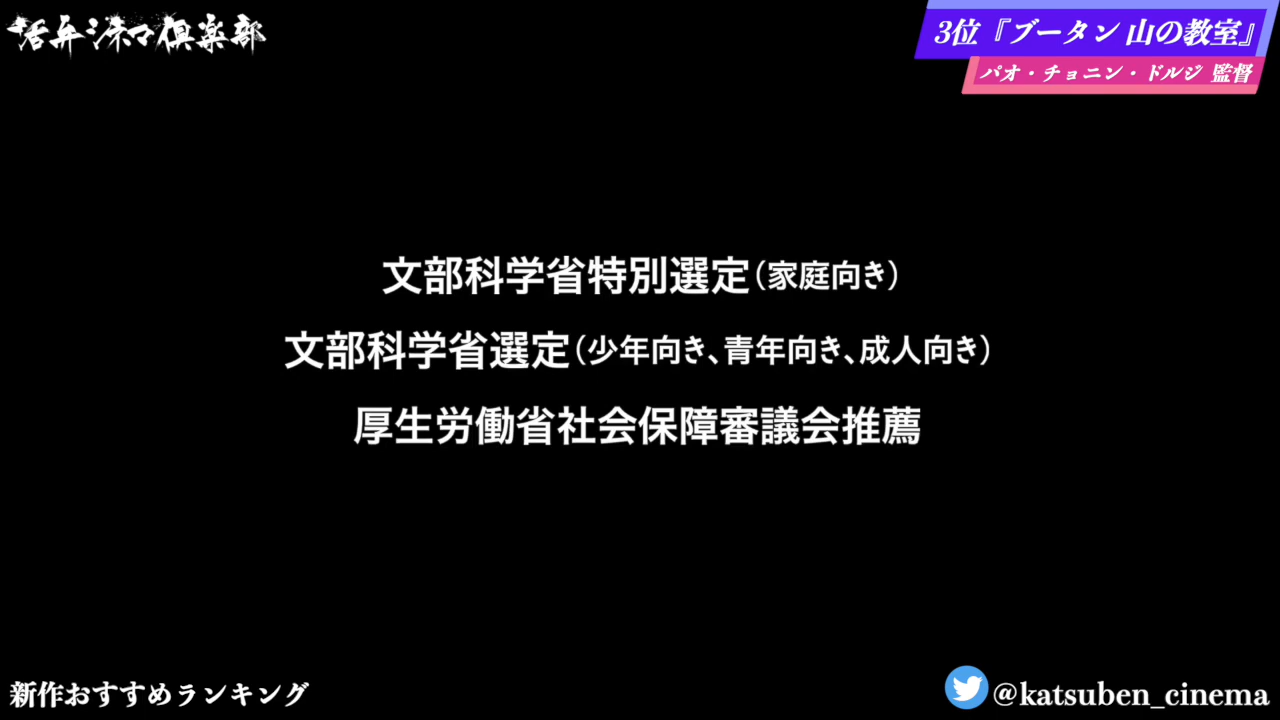 活弁シネマ倶楽部
3位『ブータン 山の教室』
パオ・チョニン・ドルジ 監督
文部科学省特別選定（家庭向き）
文部科学省選定（少年向き、青年向き、成人向き）
厚生労働省社会保障審議会推薦
新作おすすめランキング
@katsuben_cinema